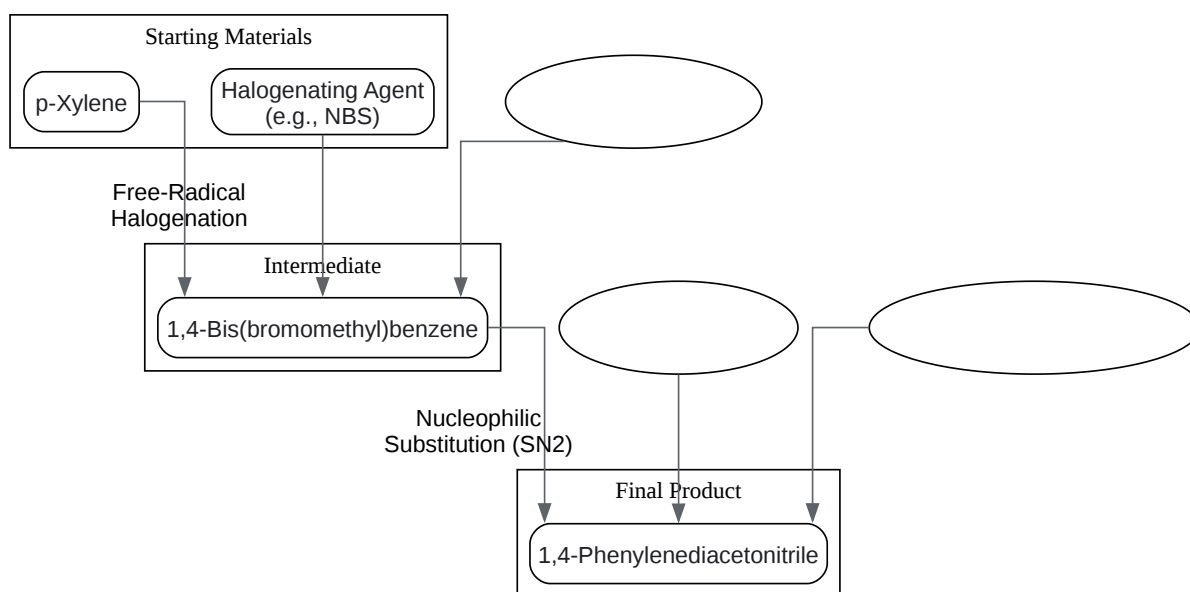 Starting Materials
p-Xylene
Halogenating Agent
(e.g., NBS)
Free-Radical
Halogenation
Intermediate
1,4-Bis(bromomethyl)benzene
Nucleophilic
Substitution (SN2)
Final Product
1,4-Phenylenediacetonitrile